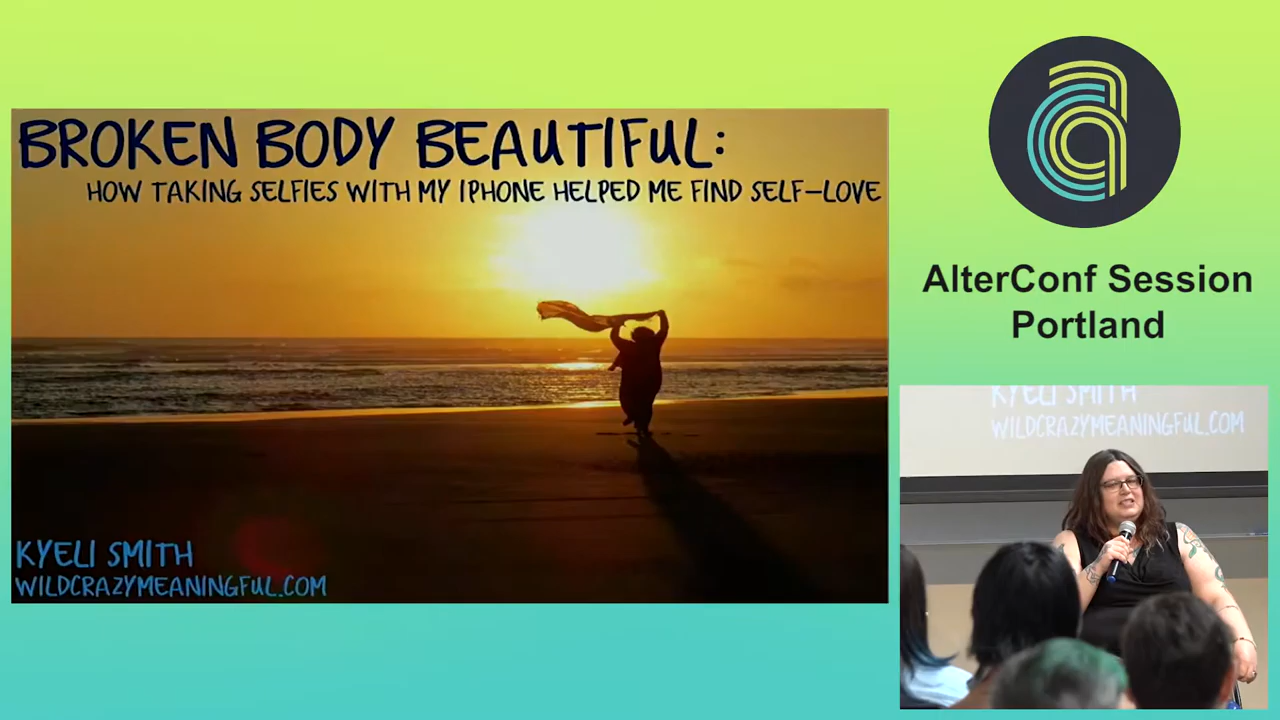 BROKEN BODY BEAUTIFUL:
HOW TAKING SELFIES WITH MY IPHONE HELPED ME FIND SELF-LOVE
KYELI SMITH
WILDCRAZYMEANINGFUL.COM
AlterConf Session
Portland
KYELI SMITH
WILDCRAZYMEANINGFUL.COM